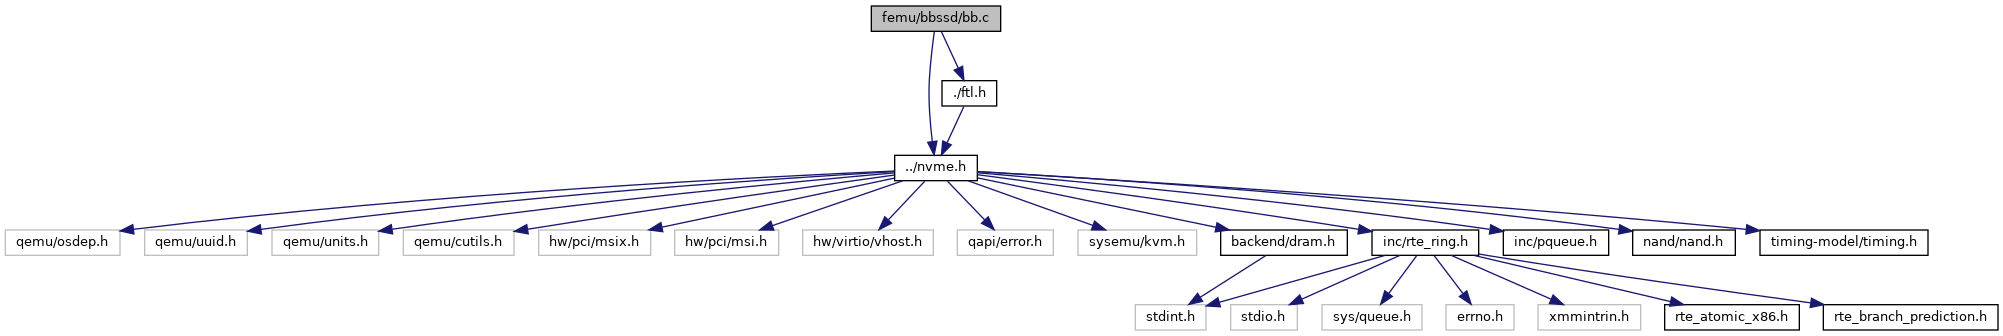 femu/bbssd/bb.c
./ftl.h
../nvme.h
qemu/osdep.h
qemu/uuid.h
qemu/units.h
qemu/cutils.h
hw/pci/msix.h
hw/pci/msi.h
hw/virtio/vhost.h
qapi/error.h
sysemu/kvm.h
backend/dram.h
inc/rte_ring.h
inc/pqueue.h
nand/nand.h
timing-model/timing.h
stdint.h
stdio.h
sys/queue.h
errno.h
xmmintrin.h
rte_atomic_x86.h
rte_branch_prediction.h